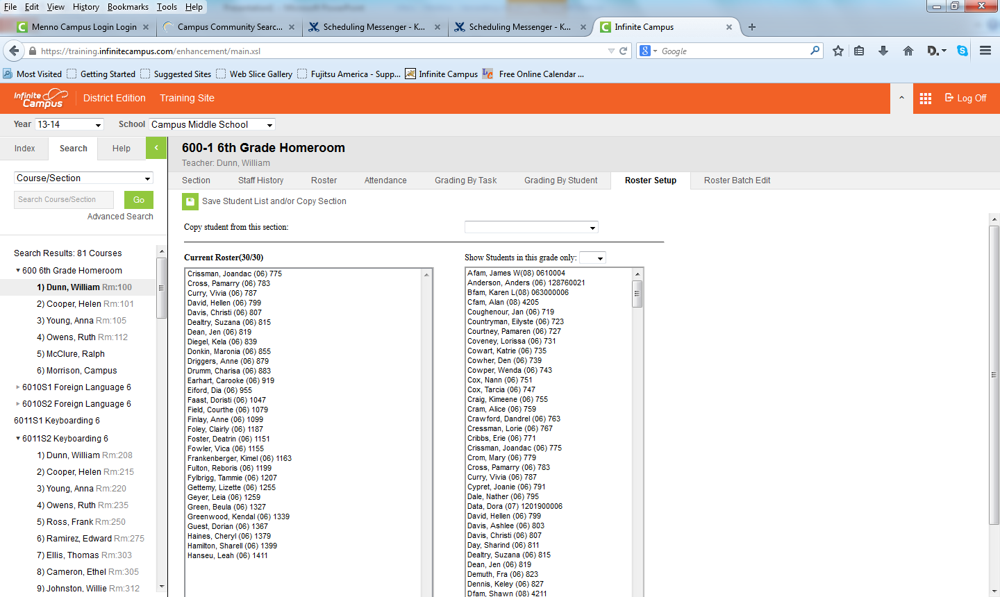 File Edit View History Bookmarks Tools Help
Menno Campus Login Login
Campus Community Searc...
Scheduling Messenger - K...
Scheduling Messenger - K...
Infinite Campus
https://training.infinitecampus.com/enhancement/main.xsl
Google
Most Visited Getting Started Suggested Sites Web Slice Gallery Fujitsu America - Supp... Infinite Campus Free Online Calendar ...
Infinite Campus District Edition Training Site Log Off
Year 13-14 School Campus Middle School
Index Search Help
Course/Section
Search Course/Section Go
Advanced Search
Search Results: 81 Courses
600 6th Grade Homeroom
1) Dunn, William Rm:100
2) Cooper, Helen Rm:101
3) Young, Anna Rm:105
4) Owens, Ruth Rm:112
5) McClure, Ralph
6) Morrison, Campus
6010S1 Foreign Language 6
6010S2 Foreign Language 6
6011S1 Keyboarding 6
6011S2 Keyboarding 6
1) Dunn, William Rm:208
2) Cooper, Helen Rm:215
3) Young, Anna Rm:220
4) Owens, Ruth Rm:235
5) Ross, Frank Rm:250
6) Ramirez, Edward Rm:275
7) Ellis, Thomas Rm:303
8) Cameron, Ethel Rm:305
9) Johnston, Willie Rm:312
600-1 6th Grade Homeroom
Teacher: Dunn, William
Section Staff History Roster Attendance Grading By Task Grading By Student Roster Setup Roster Batch Edit
Save Student List and/or Copy Section
Copy student from this section:
Current Roster(30/30)
Crissman, Joandac (06) 775
Cross, Pamarry (06) 783
Curry, Vivia (06) 787
David, Hellen (06) 799
Davis, Christi (06) 807
Dealtry, Suzana (06) 815
Dean, Jen (06) 819
Diegel, Kela (06) 839
Donkin, Maronia (06) 855
Driggers, Anne (06) 879
Drumm, Charisa (06) 883
Earhart, Carooke (06) 919
Eiford, Dia (06) 955
Faast, Doristi (06) 1047
Field, Courthe (06) 1079
Finlay, Anne (06) 1099
Foley, Clairly (06) 1187
Foster, Deatrin (06) 1151
Fowler, Vica (06) 1155
Frankenberger, Kimel (06) 1163
Fulton, Reboris (06) 1199
Fylbrigg, Tammie (06) 1207
Gettemy, Lizette (06) 1255
Geyer, Leia (06) 1259
Green, Beula (06) 1327
Greenwood, Kendal (06) 1339
Guest, Dorian (06) 1367
Haines, Cheryl (06) 1379
Hamilton, Sharell (06) 1399
Hanseu, Leah (06) 1411
Show Students in this grade only:
Afam, James W(08) 0610004
Anderson, Anders (06) 128760021
Bfam, Karen L(08) 063000006
Cfam, Alan (08) 4205
Coughenour, Jan (06) 719
Countryman, Eilyste (06) 723
Courtney, Pamaren (06) 727
Coveney, Lorissa (06) 731
Cowart, Katrie (06) 735
Cowher, Den (06) 739
Cowper, Wenda (06) 743
Cox, Nann (06) 751
Cox, Tarcia (06) 747
Craig, Kimeene (06) 755
Cram, Alice (06) 759
Crawford, Dandrel (06) 763
Cressman, Lorie (06) 767
Cribbs, Erie (06) 771
Crissman, Joandac (06) 775
Crom, Mary (06) 779
Cross, Pamarry (06) 783
Curry, Vivia (06) 787
Cypret, Joanie (06) 791
Dale, Nather (06) 795
Data, Dora (07) 1201900006
David, Hellen (06) 799
Davis, Ashlee (06) 803
Davis, Christi (06) 807
Day, Sharind (06) 811
Dealtry, Suzana (06) 815
Dean, Jen (06) 819
Demuth, Fra (06) 823
Dennis, Keley (06) 827
Dfam, Shawn (08) 4211